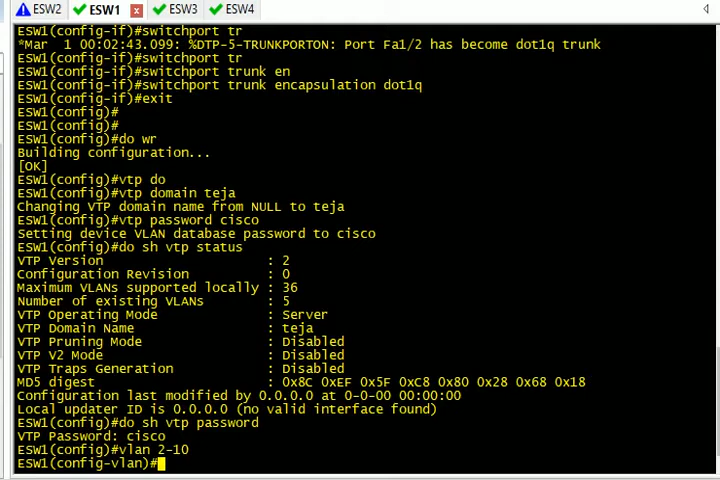 ESW2 ESW1 ESW3 ESW4
ESW1(config-if)#switchport tr
*Mar  1 00:02:43.099: %DTP-5-TRUNKPORTON: Port Fa1/2 has become dot1q trunk
ESW1(config-if)#switchport tr
ESW1(config-if)#switchport trunk en
ESW1(config-if)#switchport trunk encapsulation dot1q
ESW1(config-if)#exit
ESW1(config)#
ESW1(config)#
ESW1(config)#do wr
Building configuration...
[OK]
ESW1(config)#vtp do
ESW1(config)#vtp domain teja
Changing VTP domain name from NULL to teja
ESW1(config)#vtp password cisco
Setting device VLAN database password to cisco
ESW1(config)#do sh vtp status
VTP Version                     : 2
Configuration Revision          : 0
Maximum VLANs supported locally : 36
Number of existing VLANs        : 5
VTP Operating Mode              : Server
VTP Domain Name                 : teja
VTP Pruning Mode                : Disabled
VTP V2 Mode                     : Disabled
VTP Traps Generation            : Disabled
MD5 digest                      : 0x8C 0xEF 0x5F 0xC8 0x80 0x28 0x68 0x18
Configuration last modified by 0.0.0.0 at 0-0-00 00:00:00
Local updater ID is 0.0.0.0 (no valid interface found)
ESW1(config)#do sh vtp password
VTP Password: cisco
ESW1(config)#vlan 2-10
ESW1(config-vlan)#